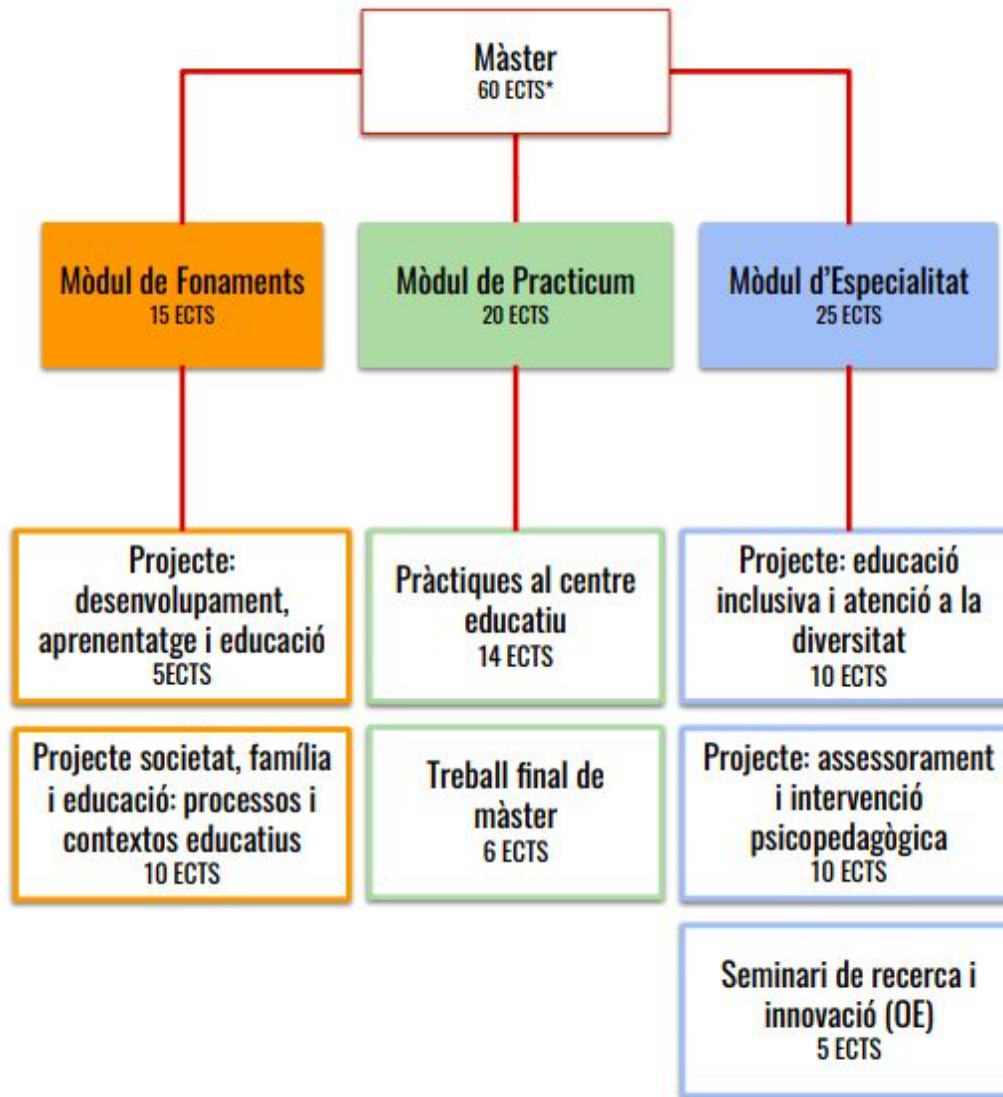 Màster
60 ECTS*
Mòdul de Fonaments
15 ECTS
Mòdul de Practicum
20 ECTS
Mòdul d’Especialitat
25 ECTS
Projecte:
desenvolupament,
aprenentatge i educació
5ECTS
Projecte societat, família
i educació: processos i
contextos educatius
10 ECTS
Pràctiques al centre
educatiu
14 ECTS
Treball final de
màster
6 ECTS
Projecte: educació
inclusiva i atenció a la
diversitat
10 ECTS
Projecte: assessorament
i intervenció
psicopedagògica
10 ECTS
Seminari de recerca i
innovació (OE)
5 ECTS